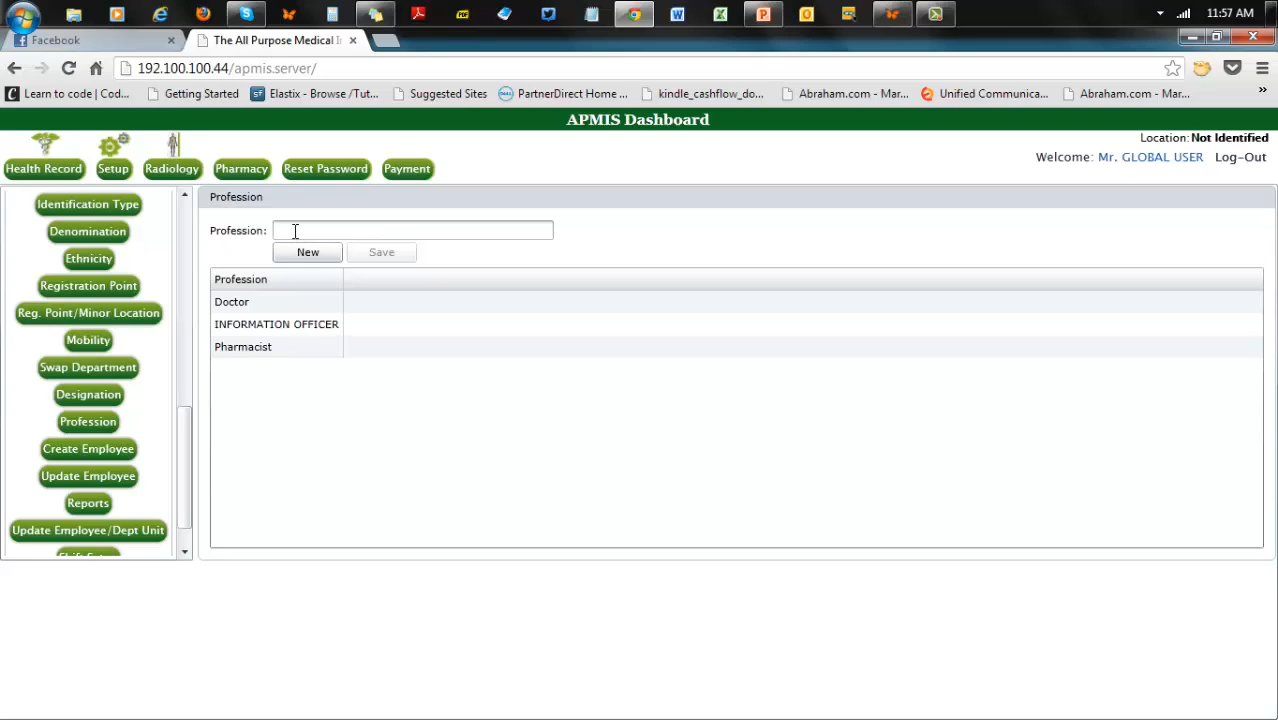 11:57 AM
Facebook
The All Purpose Medical I
192.100.100.44/apmis.server/
Learn to code | Cod...
Getting Started
Elastix - Browse /Tut...
Suggested Sites
PartnerDirect Home ...
kindle_cashflow_do...
Abraham.com - Mar...
Unified Communica...
Abraham.com - Mar...
APMIS Dashboard
Location: Not Identified
Welcome: Mr. GLOBAL USER Log-Out
Health Record
Setup
Radiology
Pharmacy
Reset Password
Payment
Identification Type
Denomination
Ethnicity
Registration Point
Reg. Point/Minor Location
Mobility
Swap Department
Designation
Profession
Create Employee
Update Employee
Reports
Update Employee/Dept Unit
Profession
Profession:
New
Save
Profession
Doctor
INFORMATION OFFICER
Pharmacist